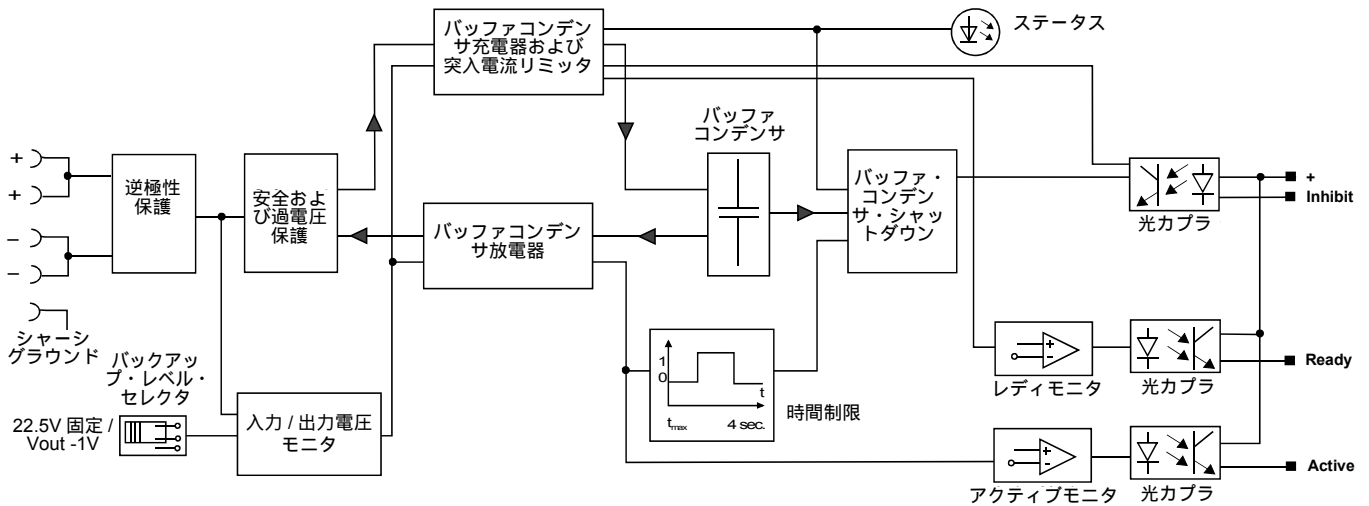 バッファコンデン
サ充電器および
突入電流リミッタ
ステータス
バッファ
コンデンサ
+
+
−
−
逆極性
保護
安全およ
び過電圧
保護
バッファコンデン
サ放電器
バッファ・
コンデン
サ・シャッ
トダウン
光カプラ
+
Inhibit
シャーシ
グラウンド
バックアッ
プ・レベル・
セレクタ
22.5V 固定 /
Vout -1V
入力 / 出力電圧
モニタ
1
0
t
tmax
4 sec.
時間制限
+
−
レディモニタ
光カプラ
Ready
+
−
アクティブモニタ
光カプラ
Active